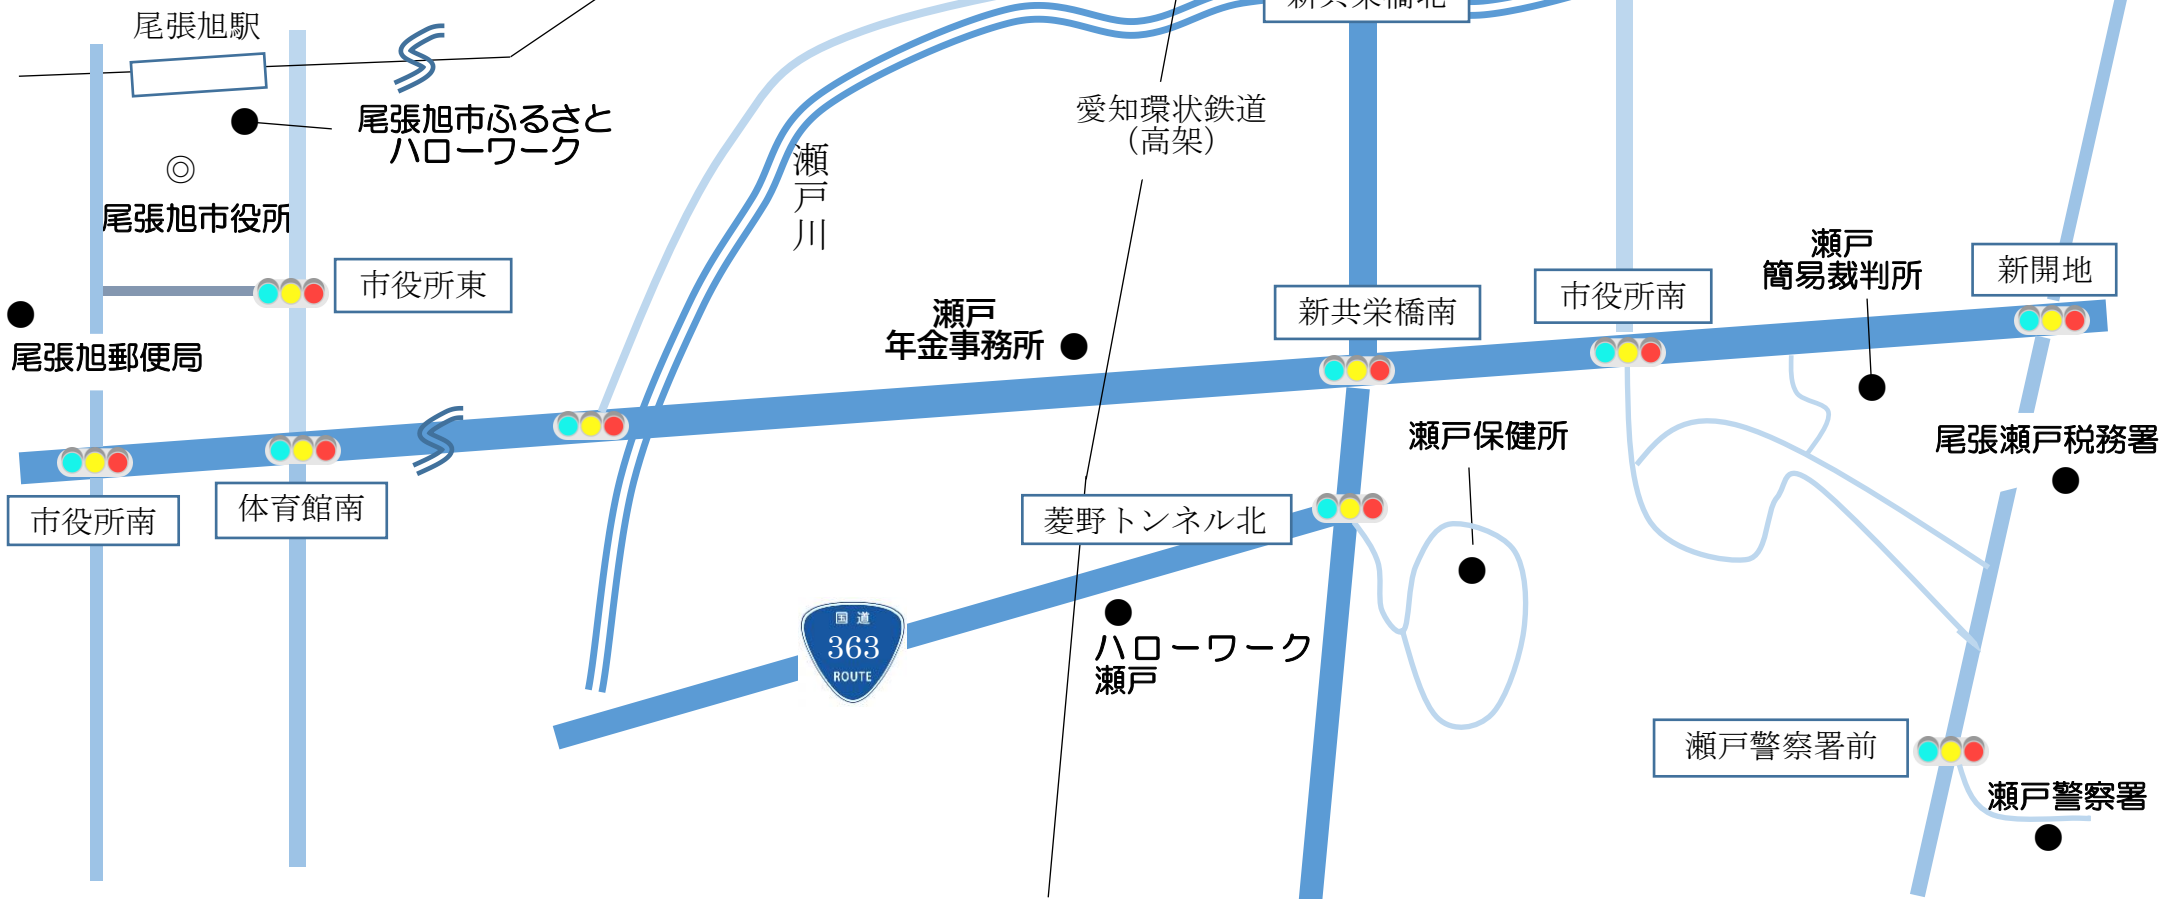 新共栄橋北
尾張旭駅
尾張旭市ふるさと
ハローワーク
愛知環状鉄道
（高架）
瀬戸川
尾張旭市役所
市役所東
瀬戸
簡易裁判所
新開地
瀬戸
年金事務所
新共栄橋南
市役所南
尾張旭郵便局
瀬戸保健所
尾張瀬戸税務署
市役所南
体育館南
菱野トンネル北
国道
363
ROUTE
ハローワーク
瀬戸
瀬戸警察署前
瀬戸警察署